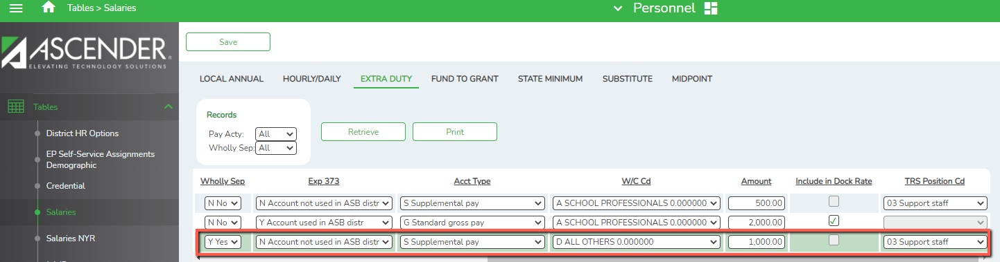 Tables > Salaries
Personnel
ASCENDER®
ELEVATING TECHNOLOGY SOLUTIONS
Save
LOCAL ANNUAL HOURLY/DAILY EXTRA DUTY FUND TO GRANT STATE MINIMUM SUBSTITUTE MIDPOINT
Tables
District HR Options
EP Self-Service Assignments
Demographic
Credential
Salaries
Salaries NYR
Records
Pay Acty: All
Wholly Sep: All
Retrieve Print
Wholly Sep Exp 373 Acct Type W/C Cd Amount Include in Dock Rate TRS Position Cd
N No N Account not used in ASB distr S Supplemental pay A SCHOOL PROFESSIONALS 0.000000 500.00 03 Support staff
N No Y Account used in ASB distr G Standard gross pay A SCHOOL PROFESSIONALS 0.000000 2,000.00
Y Yes N Account not used in ASB distr S Supplemental pay D ALL OTHERS 0.000000 1,000.00 03 Support staff